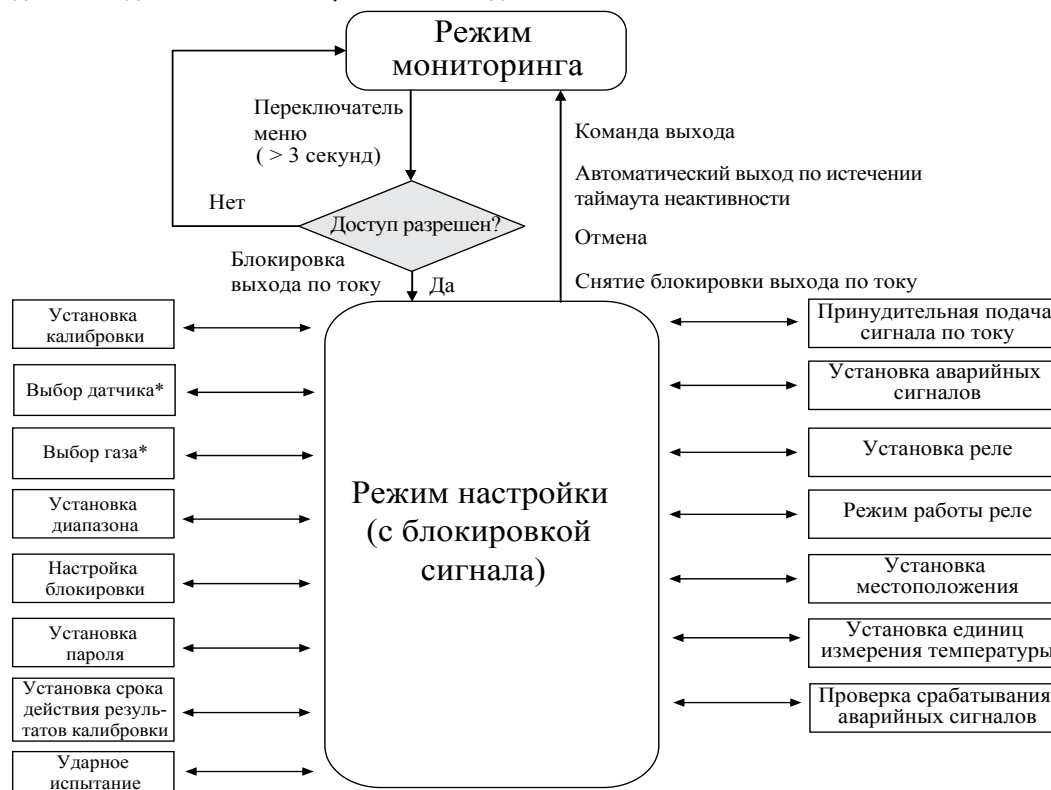 Режим
мониторинга
Переключатель
меню
( > 3 секунд)
Команда выхода
Автоматический выход по истечении
таймаута неактивности
Нет
Доступ разрешен?
Отмена
Блокировка
выхода по току
Да
Снятие блокировки выхода по току
Установка
калибровки
Выбор датчика*
Выбор газа*
Установка
диапазона
Настройка
блокировки
Установка
пароля
Установка срока
действия резуль-
татов калибровки
Ударное
испытание
Режим настройки
(с блокировкой
сигнала)
Принудительная подача
сигнала по току
Установка аварийных
сигналов
Установка реле
Режим работы реле
Установка
местоположения
Установка единиц
измерения температуры
Проверка срабатывания
аварийных сигналов